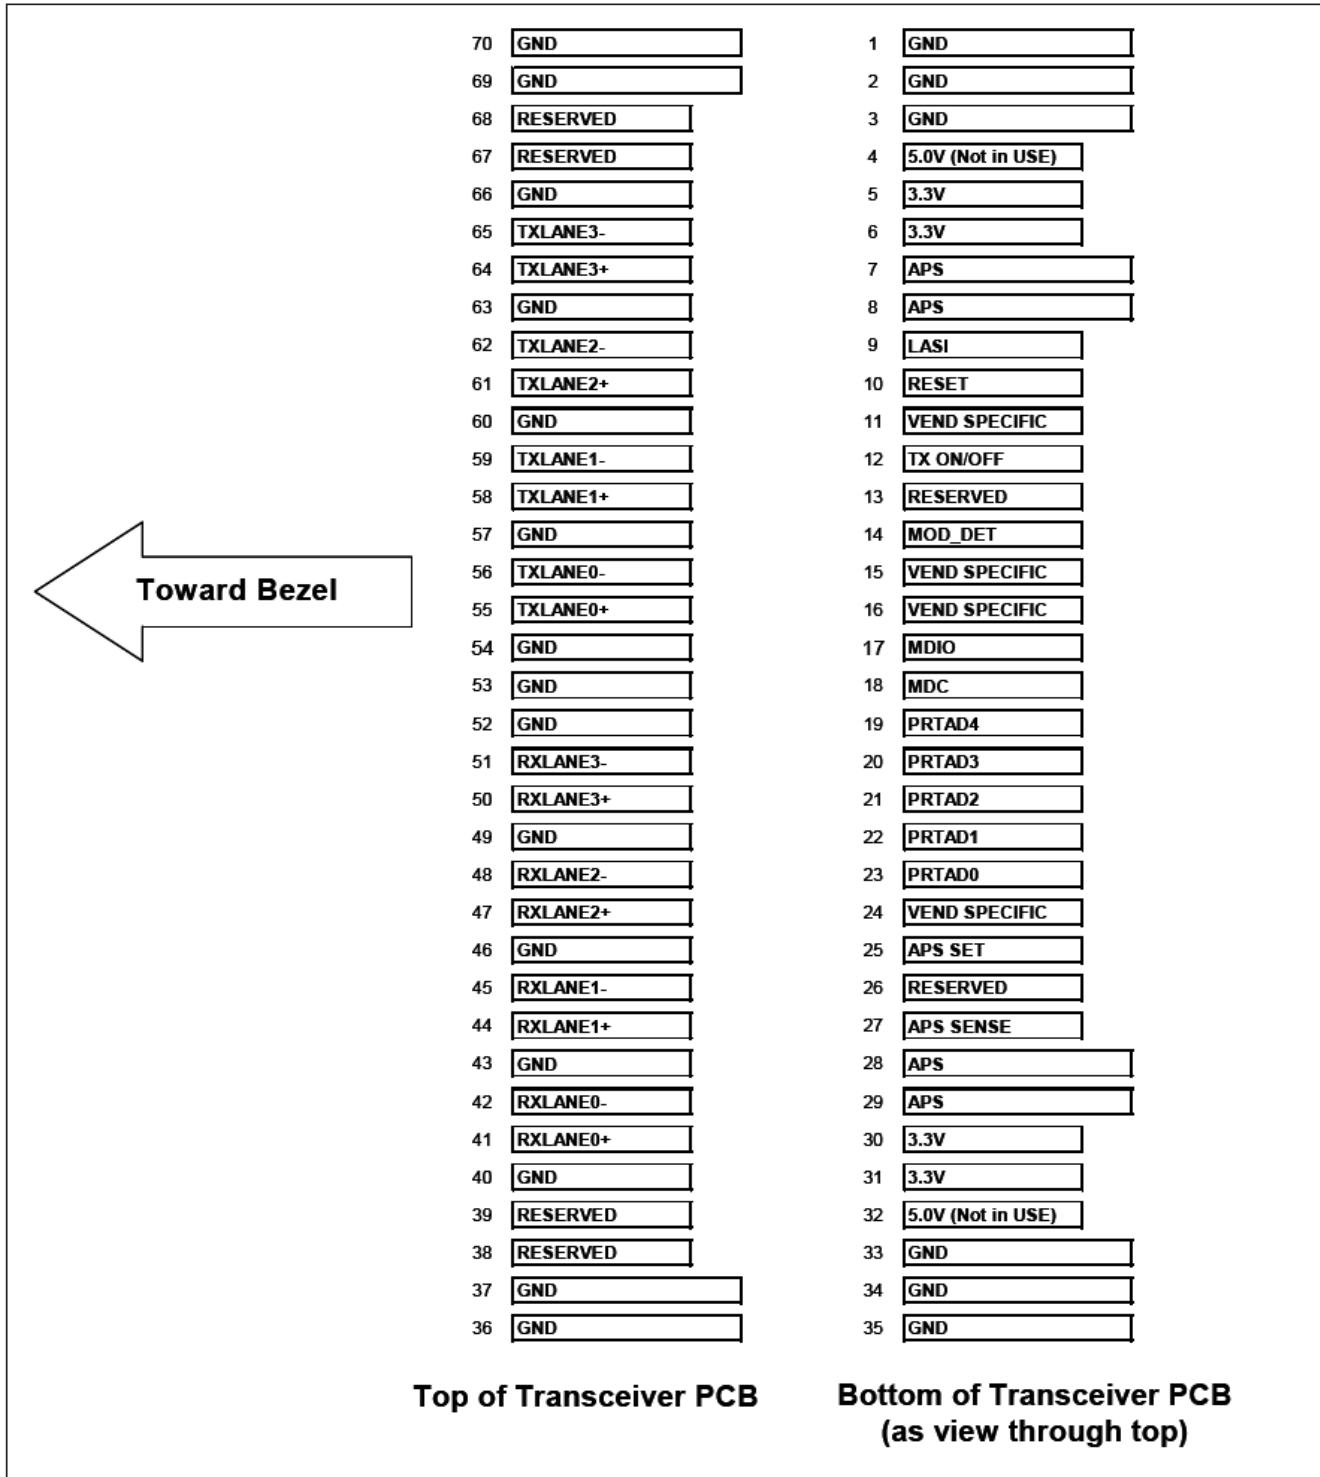 70 GND 1 GND
69 GND 2 GND
68 RESERVED 3 GND
67 RESERVED 4 5.0V (Not in USE)
66 GND 5 3.3V
65 TXLANE3- 6 3.3V
64 TXLANE3+ 7 APS
63 GND 8 APS
62 TXLANE2- 9 LASI
61 TXLANE2+ 10 RESET
60 GND 11 VEND SPECIFIC
59 TXLANE1- 12 TX ON/OFF
58 TXLANE1+ 13 RESERVED
57 GND 14 MOD_DET
56 TXLANE0- 15 VEND SPECIFIC
Toward Bezel
55 TXLANE0+ 16 VEND SPECIFIC
54 GND 17 MDIO
53 GND 18 MDC
52 GND 19 PRTAD4
51 RXLANE3- 20 PRTAD3
50 RXLANE3+ 21 PRTAD2
49 GND 22 PRTAD1
48 RXLANE2- 23 PRTAD0
47 RXLANE2+ 24 VEND SPECIFIC
46 GND 25 APS SET
45 RXLANE1- 26 RESERVED
44 RXLANE1+ 27 APS SENSE
43 GND 28 APS
42 RXLANE0- 29 APS
41 RXLANE0+ 30 3.3V
40 GND 31 3.3V
39 RESERVED 32 5.0V (Not in USE)
38 RESERVED 33 GND
37 GND 34 GND
36 GND 35 GND
Top of Transceiver PCB
Bottom of Transceiver PCB
(as view through top)